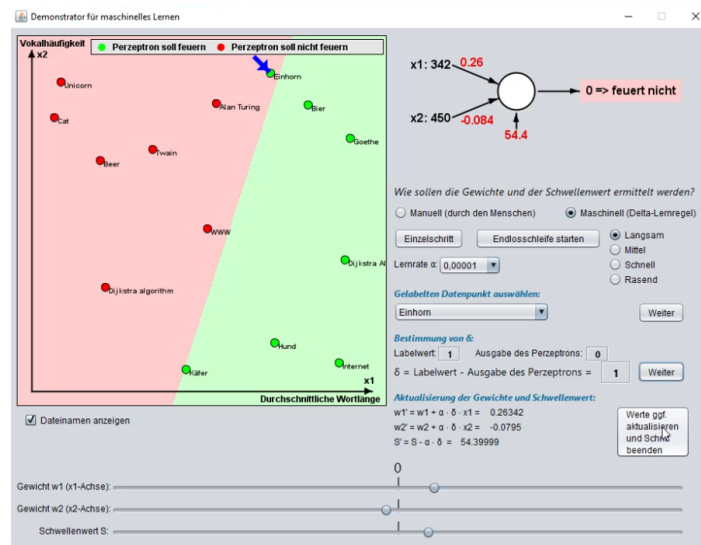 Demonstrator für maschinelles Lernen
Vokalhäufigkeit
x2
Perzeptron soll feuern
Perzeptron soll nicht feuern
Einhorn
Unicorn
Alan Turing
Bier
Cat
Goethe
Twain
Beer
WWW
Dijkstra Al
Dijkstra algorithm
Hund
Internet
Käfer
x1
Durchschnittliche Wortlänge
Dateinamen anzeigen
x1: 342
0.26
x2: 450
-0.084
54.4
0 => feuert nicht
Wie sollen die Gewichte und der Schwellenwert ermittelt werden?
Manuell (durch den Menschen)
Maschinell (Delta-Lernregel)
Einzelschritt
Endlosschleife starten
Langsam
Mittel
Schnell
Rasend
Lernrate α: 0,00001
Gelabelten Datenpunkt auswählen:
Einhorn
Weiter
Bestimmung von δ:
Labelwert: 1 Ausgabe des Perzeptrons: 0
δ = Labelwert - Ausgabe des Perzeptrons = 1
Weiter
Aktualisierung der Gewichte und Schwellenwert:
w1' = w1 + α · δ · x1 = 0.26342
w2' = w2 + α · δ · x2 = -0.0795
S' = S - α · δ = 54.39999
Werte ggf.
aktualisieren
und Schritt
beenden
0
Gewicht w1 (x1-Achse):
Gewicht w2 (x2-Achse):
Schwellenwert S: